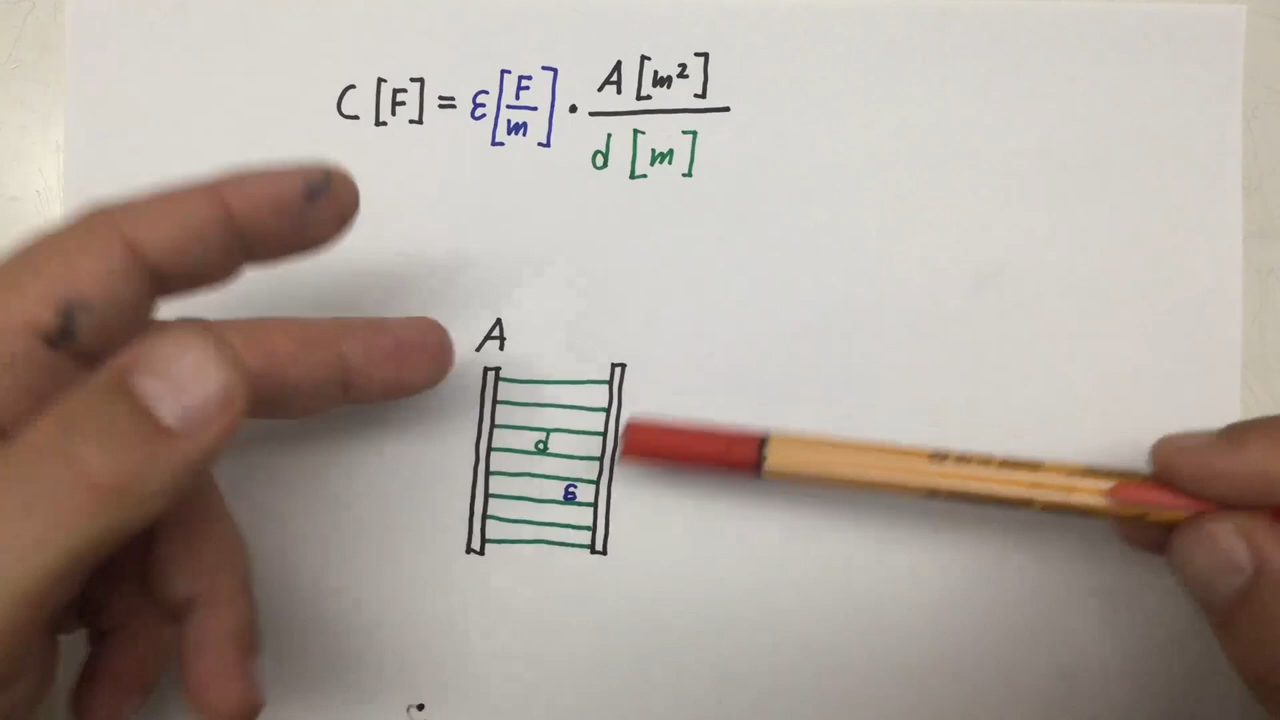 C [F] = ε[F/m] · A [m²] / d [m]
A
d
ε